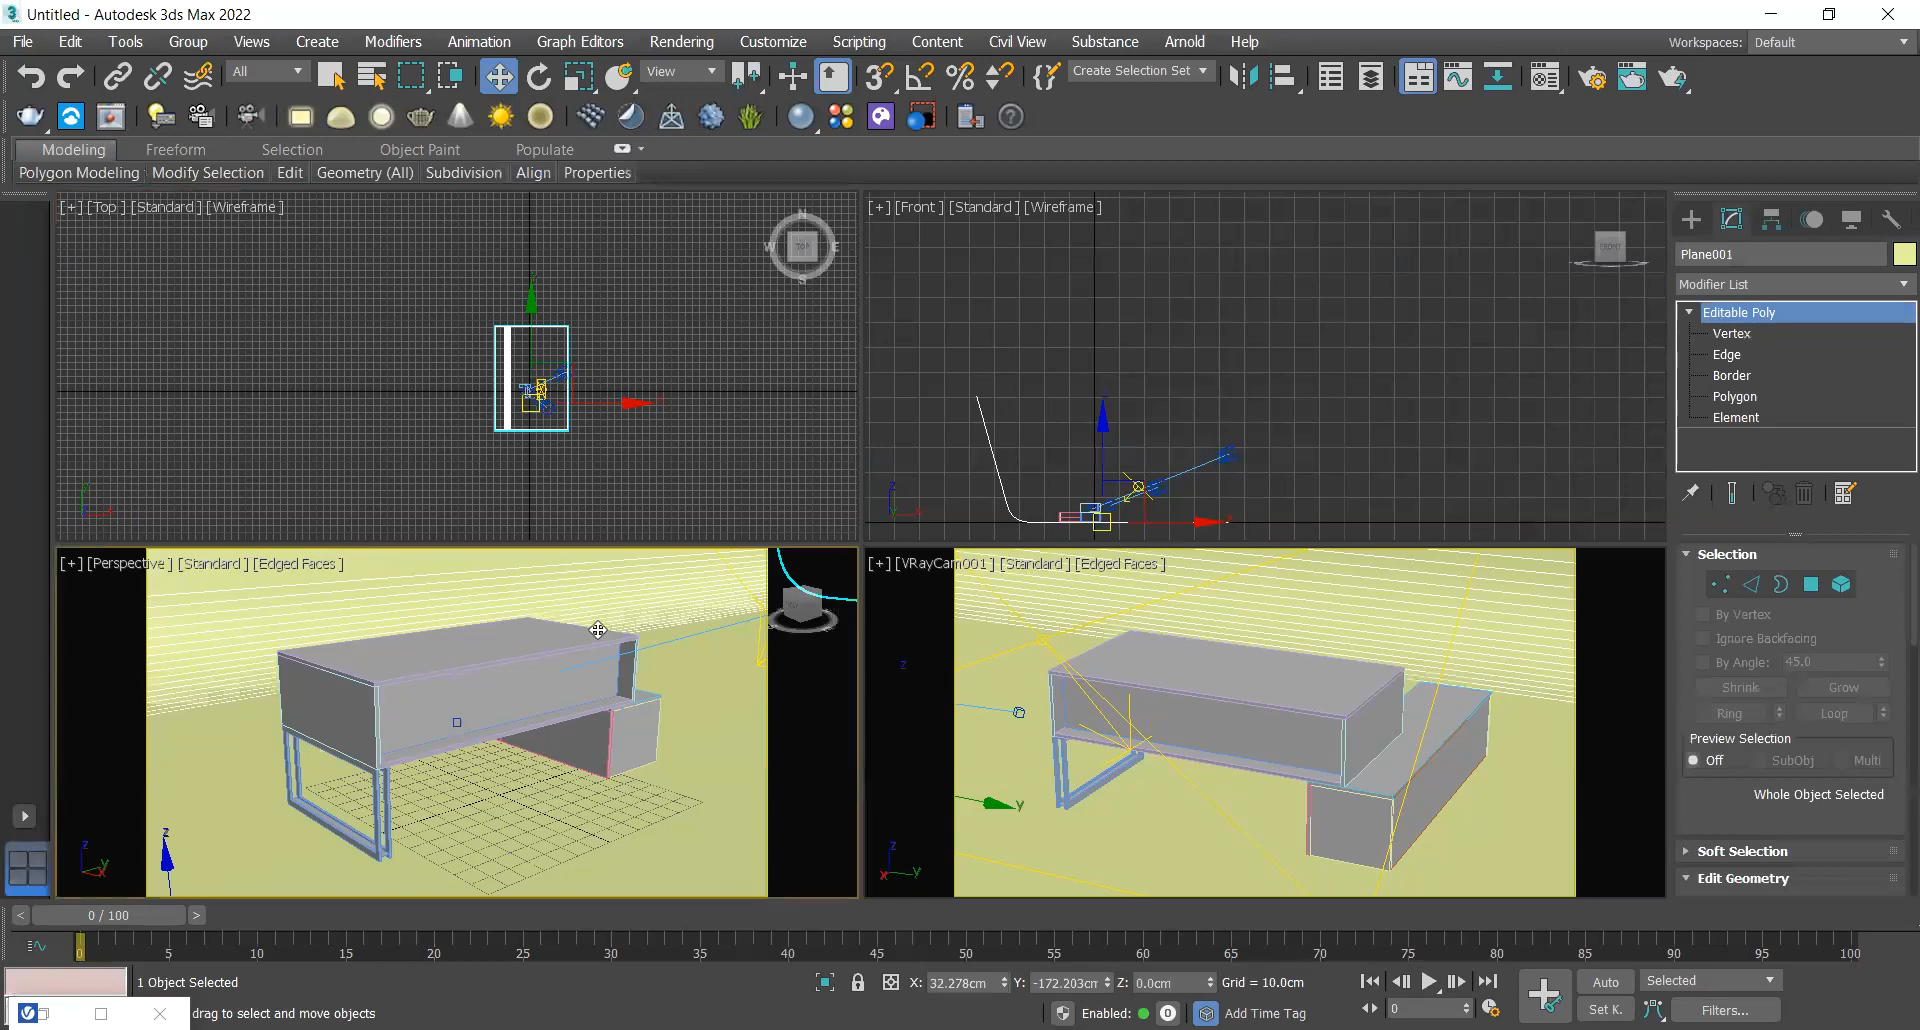 Untitled - Autodesk 3ds Max 2022
File Edit Tools Group Views Create Modifiers Animation Graph Editors Rendering Customize Scripting Content Civil View Substance Arnold Help Workspaces: Default
All View Create Selection Set
Modeling Freeform Selection Object Paint Populate
Polygon Modeling Modify Selection Edit Geometry (All) Subdivision Align Properties
[+] [Top ] [Standard ] [Wireframe ]
N
W TOP E
S
[+] [Front ] [Standard ] [Wireframe ]
FRONT
Plane001
Modifier List
Editable Poly
Vertex
Edge
Border
Polygon
Element
[+] [Perspective ] [Standard ] [Edged Faces ]
z
y
x
[+] [VRayCam001 ] [Standard ] [Edged Faces ]
z
y
z
x y
Selection
By Vertex
Ignore Backfacing
By Angle: 45.0
Shrink Grow
Ring Loop
Preview Selection
Off SubObj Multi
Whole Object Selected
Soft Selection
Edit Geometry
< 0 / 100 >
0 5 10 15 20 25 30 35 40 45 50 55 60 65 70 75 80 85 90 95 100
1 Object Selected X: 32.278cm Y: -172.203cm Z: 0.0cm Grid = 10.0cm Auto Selected
drag to select and move objects Enabled: 0 Add Time Tag 0 Set K. Filters...